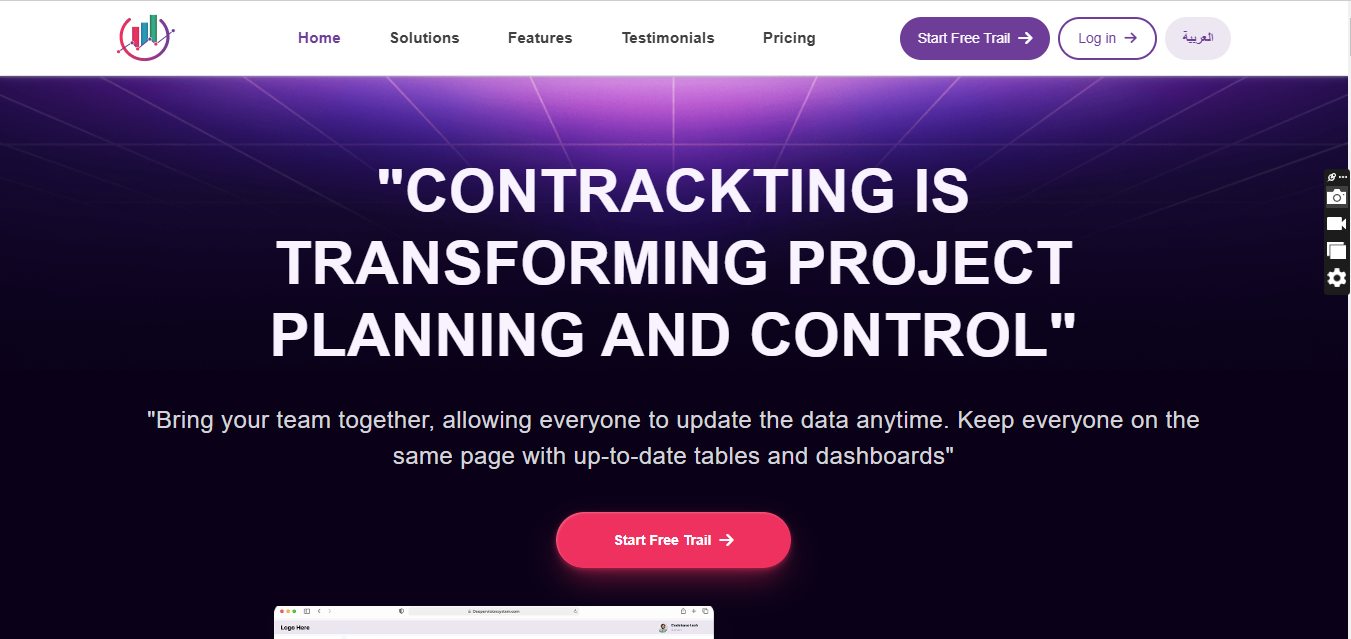 Home Solutions Features Testimonials Pricing Start Free Trail Log in العربية
"CONTRACKTING IS
TRANSFORMING PROJECT
PLANNING AND CONTROL"
"Bring your team together, allowing everyone to update the data anytime. Keep everyone on the
same page with up-to-date tables and dashboards"
Start Free Trail
Logo Here